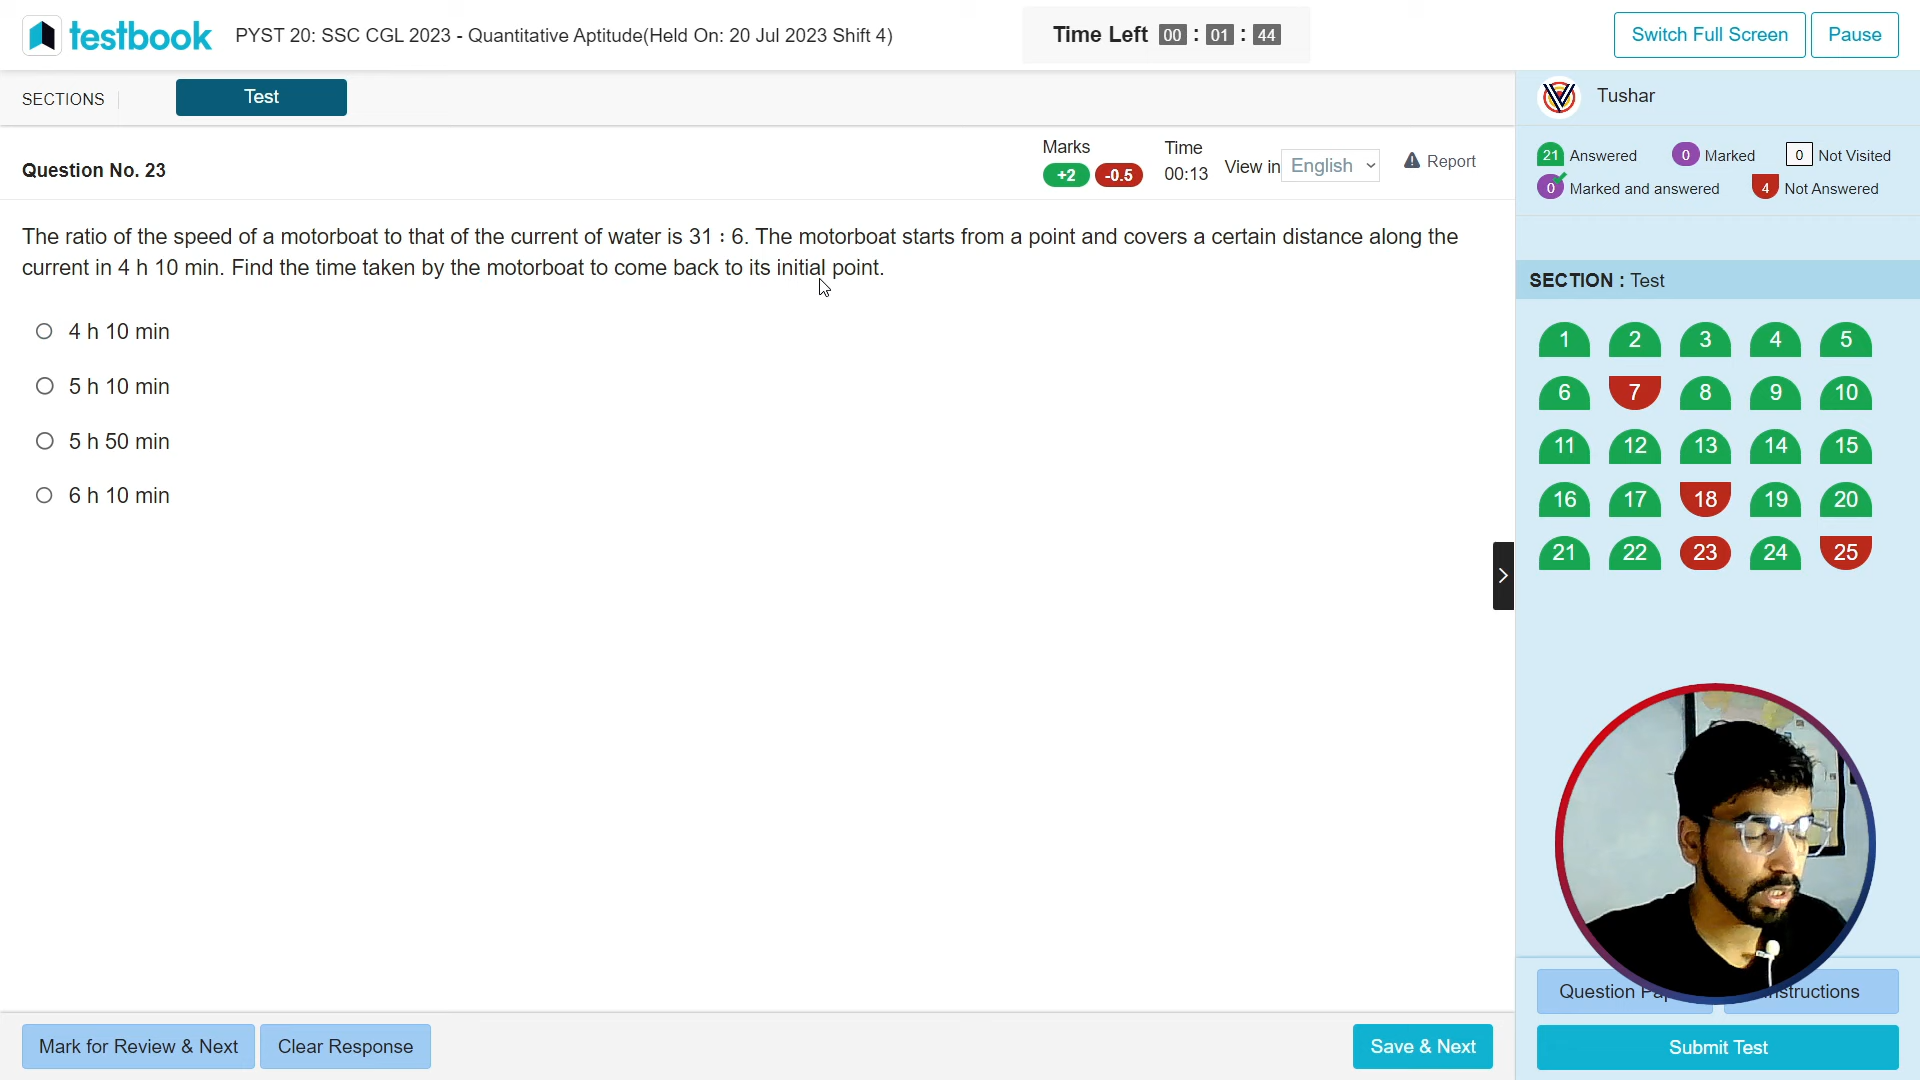 testbook PYST 20: SSC CGL 2023 - Quantitative Aptitude(Held On: 20 Jul 2023 Shift 4) Time Left 00 : 01 : 44 Switch Full Screen Pause
SECTIONS Test
Tushar
Question No. 23
Marks
+2 -0.5
Time
00:13
View in English
Report
21 Answered 0 Marked 0 Not Visited
0 Marked and answered 4 Not Answered
The ratio of the speed of a motorboat to that of the current of water is 31 : 6. The motorboat starts from a point and covers a certain distance along the
current in 4 h 10 min. Find the time taken by the motorboat to come back to its initial point.
4 h 10 min
5 h 10 min
5 h 50 min
6 h 10 min
SECTION : Test
1 2 3 4 5
6 7 8 9 10
11 12 13 14 15
16 17 18 19 20
21 22 23 24 25
Question
Mark for Review & Next Clear Response Save & Next
Submit Test